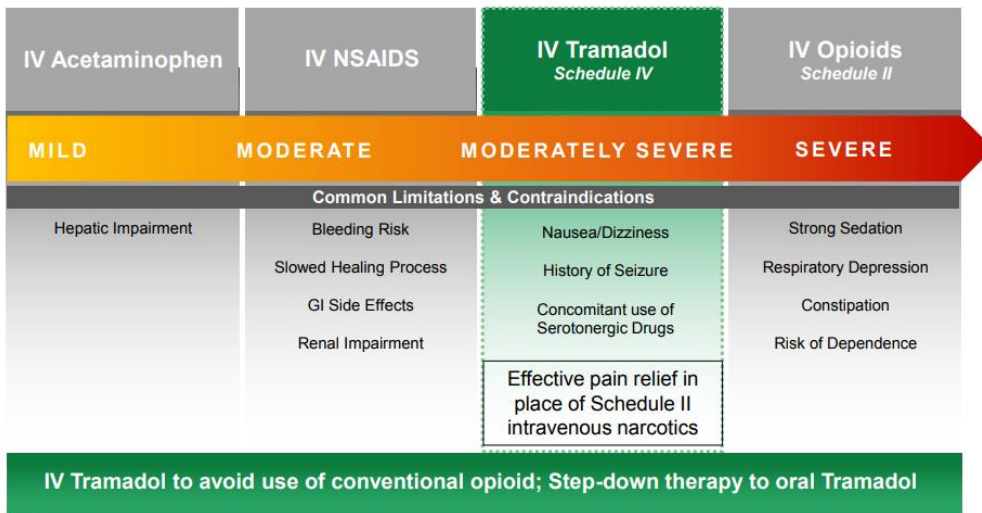 IV Acetaminophen
IV NSAIDS
IV Tramadol
Schedule IV
IV Opioids
Schedule II
MILD
MODERATE
MODERATELY SEVERE
SEVERE
Common Limitations & Contraindications
Hepatic Impairment
Bleeding Risk
Slowed Healing Process
GI Side Effects
Renal Impairment
Nausea/Dizziness
History of Seizure
Concomitant use of
Serotonergic Drugs
Effective pain relief in
place of Schedule II
intravenous narcotics
Strong Sedation
Respiratory Depression
Constipation
Risk of Dependence
IV Tramadol to avoid use of conventional opioid; Step-down therapy to oral Tramadol